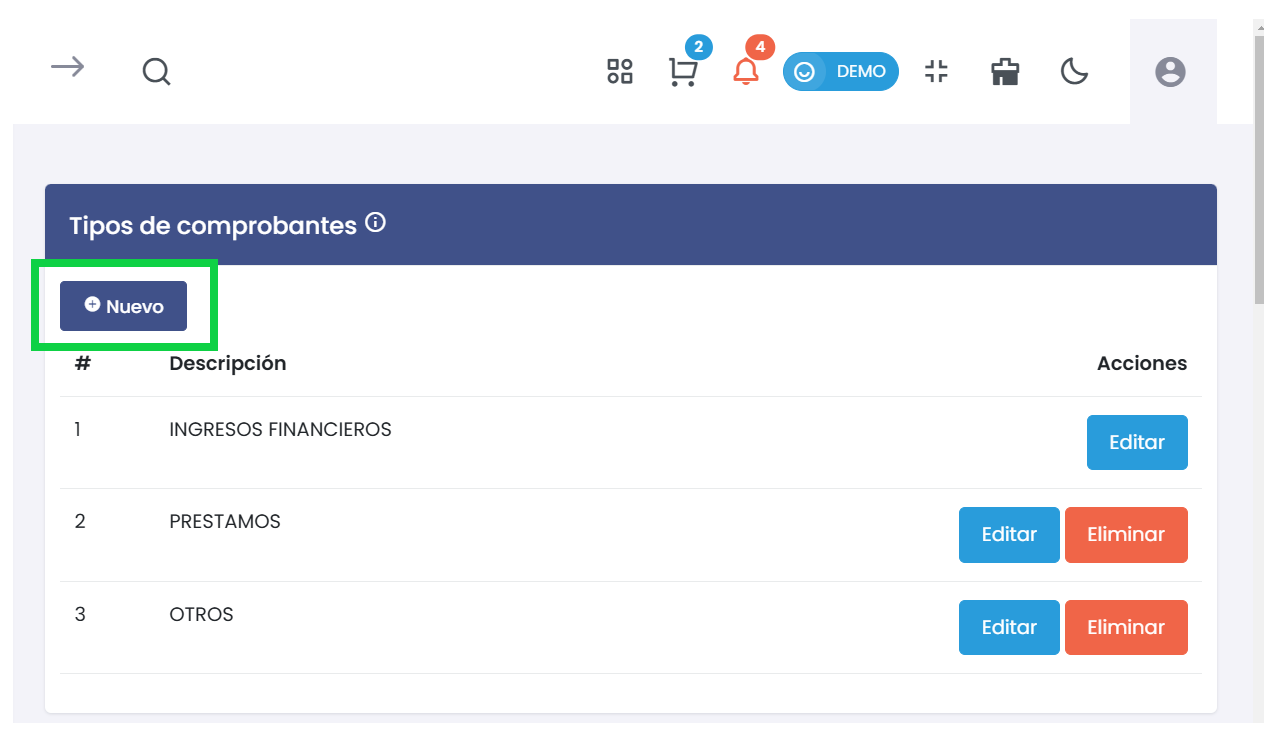 2 4
DEMO
Tipos de comprobantes
Nuevo
# Descripción Acciones
1 INGRESOS FINANCIEROS Editar
2 PRESTAMOS Editar Eliminar
3 OTROS Editar Eliminar